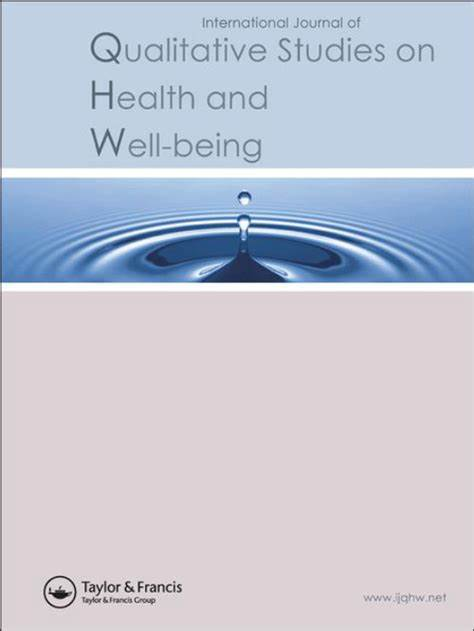 International Journal of
Qualitative Studies on
Health and
Well-being
Taylor & Francis
Taylor & Francis Group
www.ijqhw.net